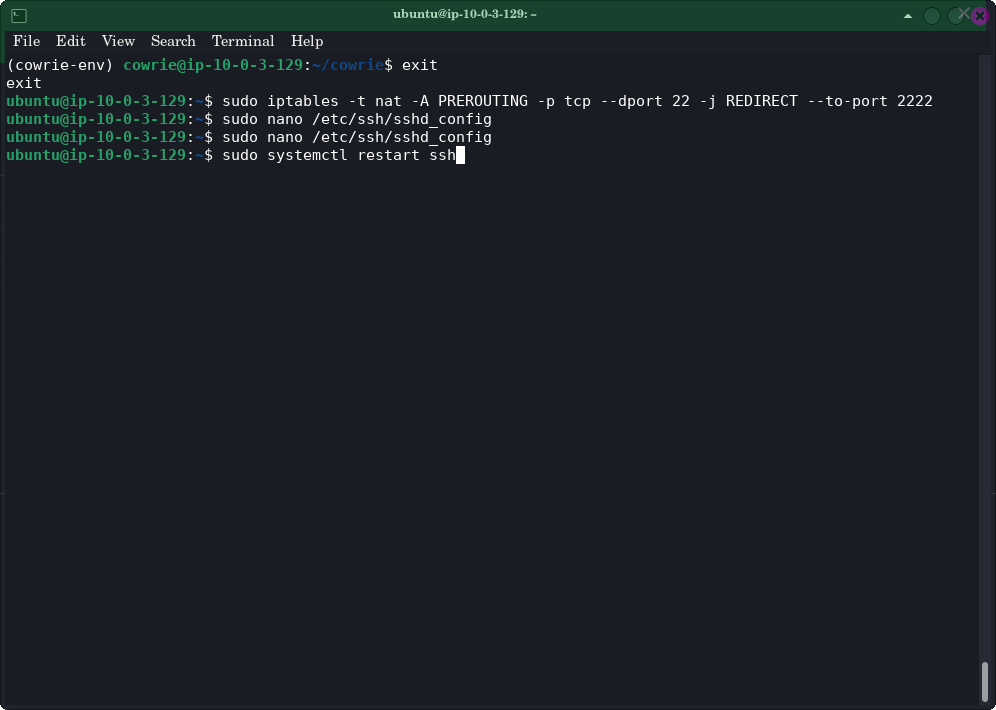 ubuntu@ip-10-0-3-129: ~
File Edit View Search Terminal Help
(cowrie-env) cowrie@ip-10-0-3-129:~/cowrie$ exit
exit
ubuntu@ip-10-0-3-129:~$ sudo iptables -t nat -A PREROUTING -p tcp --dport 22 -j REDIRECT --to-port 2222
ubuntu@ip-10-0-3-129:~$ sudo nano /etc/ssh/sshd_config
ubuntu@ip-10-0-3-129:~$ sudo nano /etc/ssh/sshd_config
ubuntu@ip-10-0-3-129:~$ sudo systemctl restart ssh